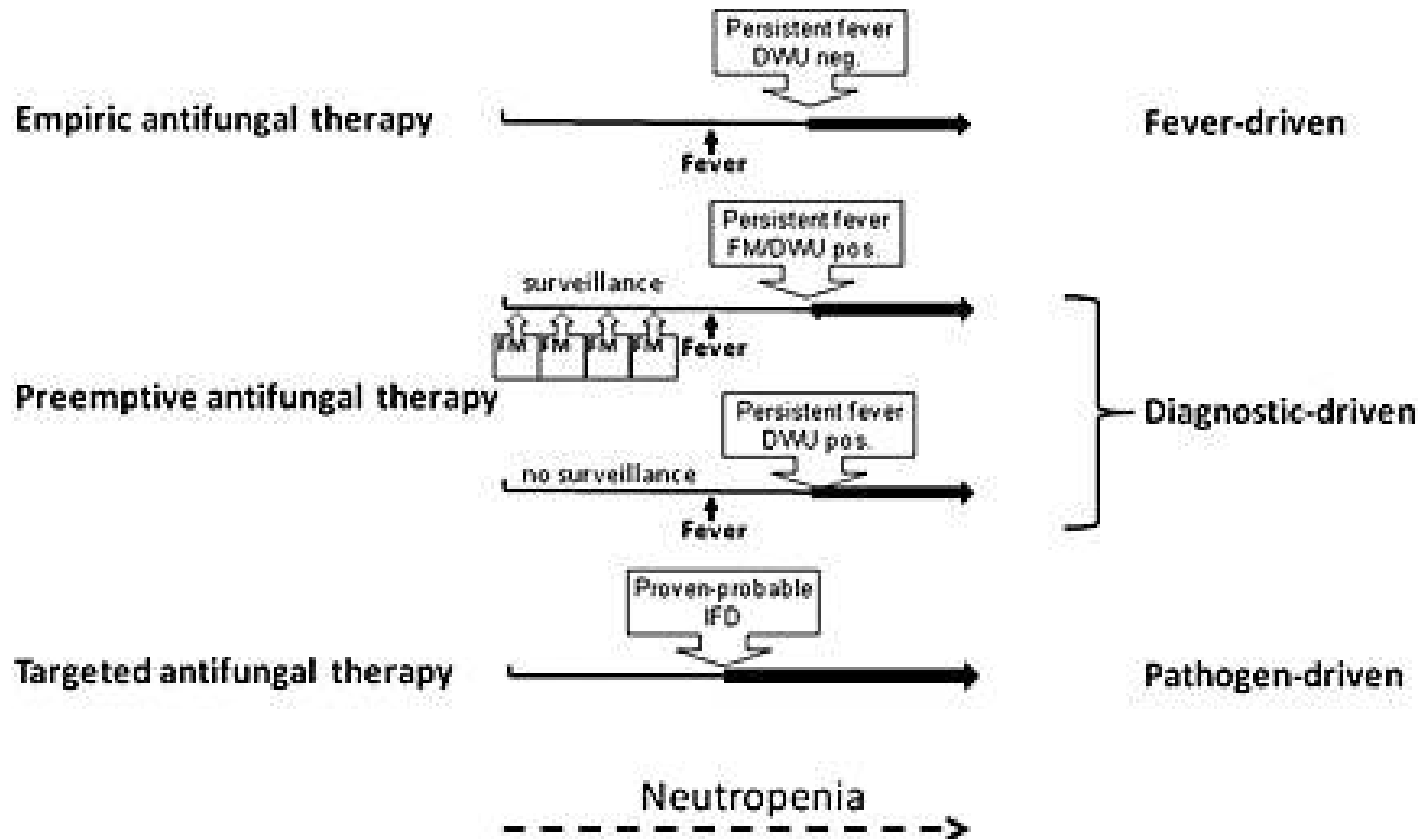 Persistent fever
DWU neg.
Empiric antifungal therapy
Fever-driven
Fever
Persistent fever
FM/DWU pos.
surveillance
FM FM FM FM
Fever
Preemptive antifungal therapy
Diagnostic-driven
Persistent fever
DWU pos.
no surveillance
Fever
Proven-probable
IFD
Targeted antifungal therapy
Pathogen-driven
Neutropenia